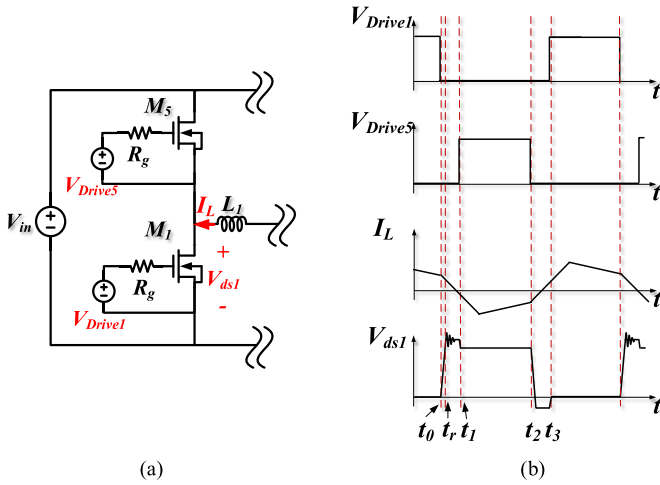 M5
Rg
VDrive5
Vin
IL L1
M1
+
Vds1
-
Rg
VDrive1
(a)
VDrive1
t
VDrive5
t
IL
t
Vds1
t
t0 tr t1 t2 t3
(b)